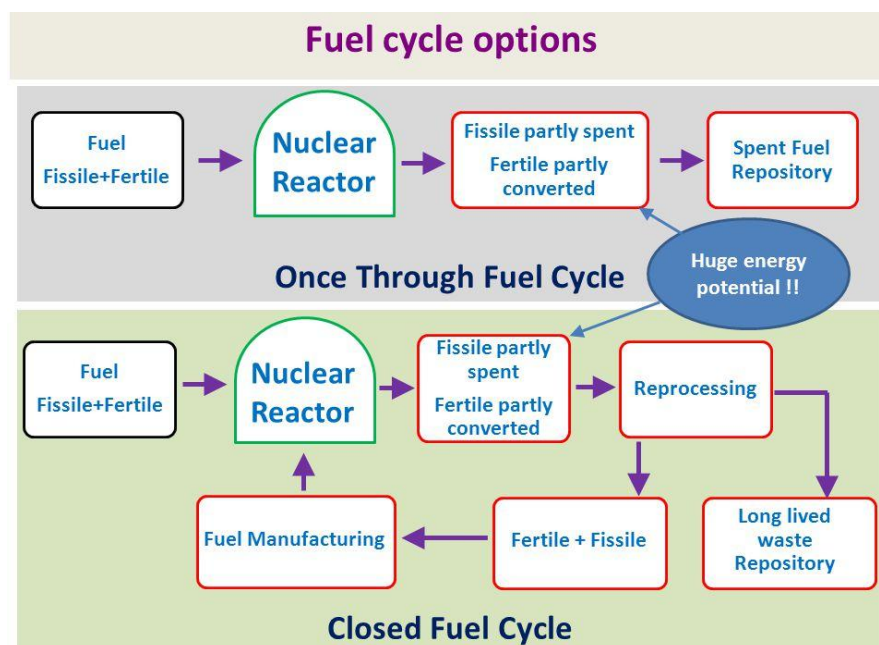 Fuel cycle options
Fuel
Fissile+Fertile
Nuclear
Reactor
Fissile partly spent
Fertile partly
converted
Spent Fuel
Repository
Once Through Fuel Cycle
Huge energy
potential !!
Fuel
Fissile+Fertile
Nuclear
Reactor
Fissile partly
spent
Fertile partly
converted
Reprocessing
Fuel Manufacturing
Fertile + Fissile
Long lived
waste
Repository
Closed Fuel Cycle